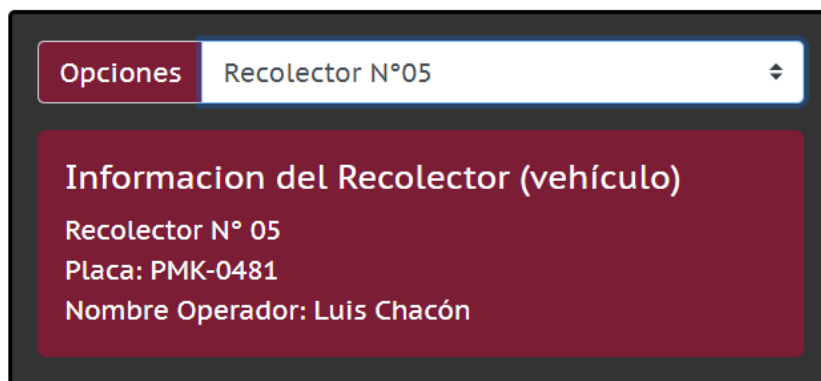 Opciones Recolector N°05
Informacion del Recolector (vehículo)
Recolector N° 05
Placa: PMK-0481
Nombre Operador: Luis Chacón